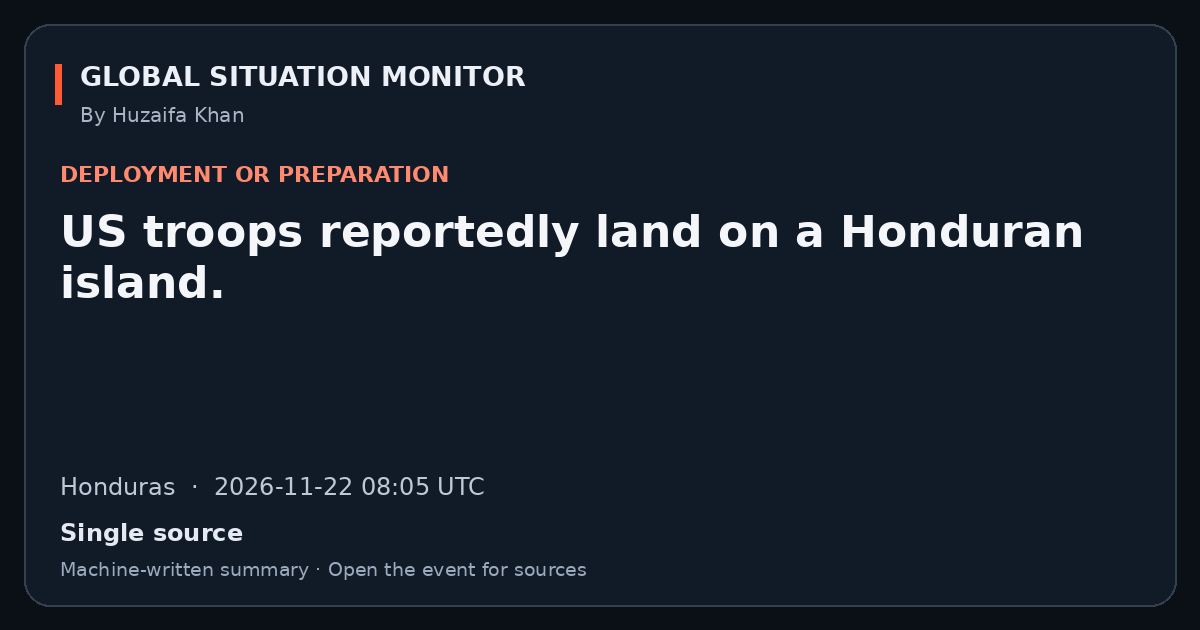 GLOBAL SITUATION MONITOR
By Huzaifa Khan
DEPLOYMENT OR PREPARATION
US troops reportedly land on a Honduran
island.
Honduras · 2026-11-22 08:05 UTC
Single source
Machine-written summary · Open the event for sources